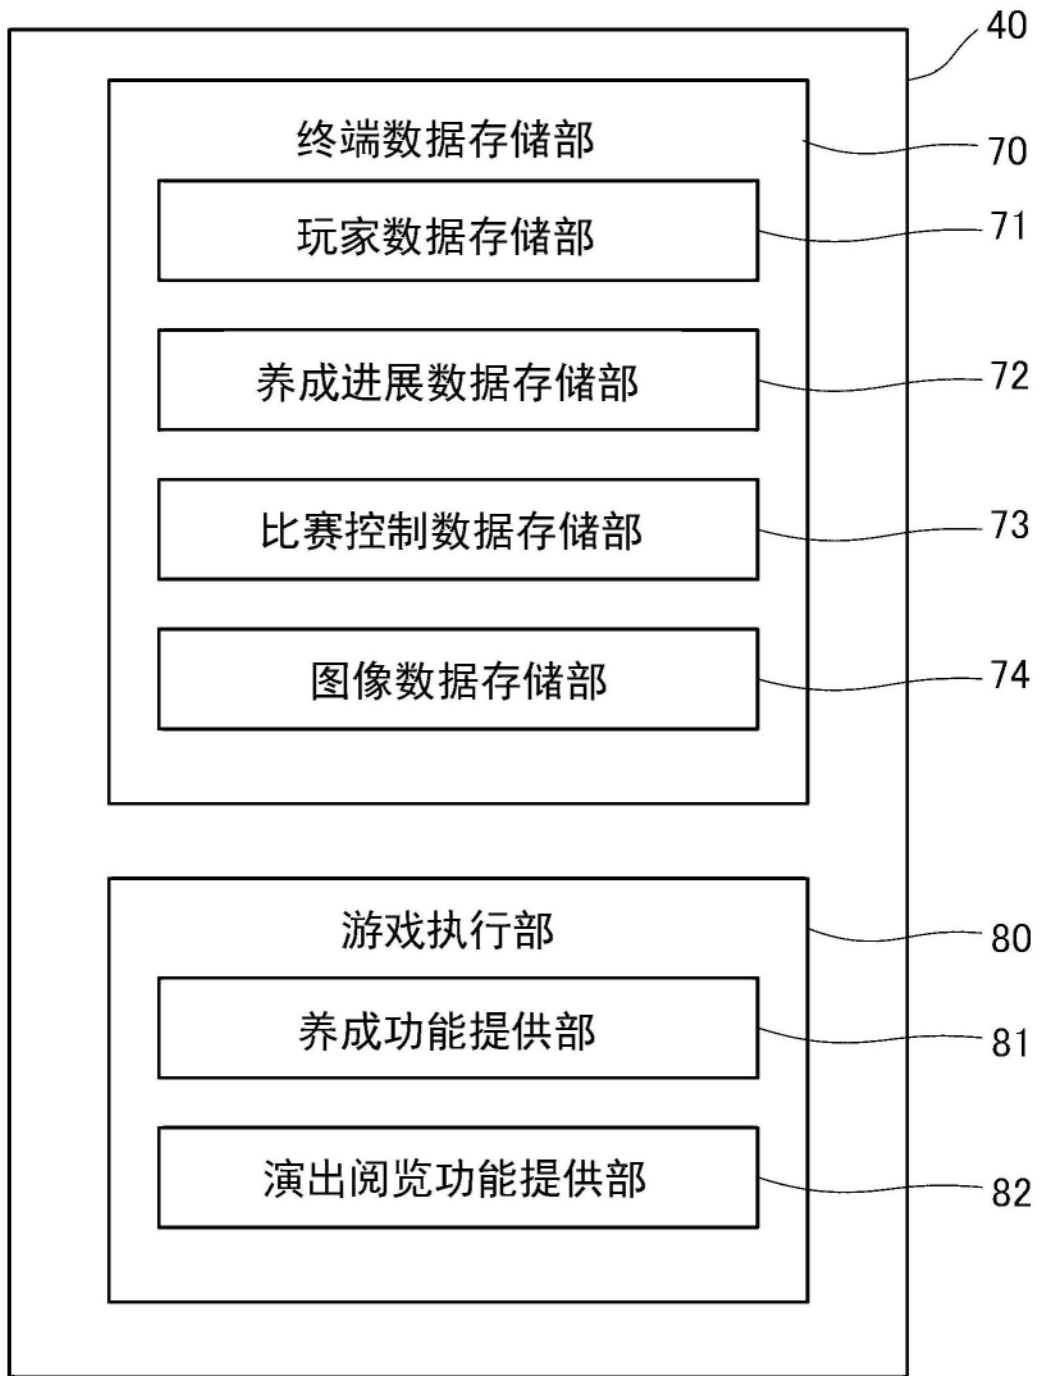 40
终端数据存储部
70
玩家数据存储部
71
养成进展数据存储部
72
比赛控制数据存储部
73
图像数据存储部
74
游戏执行部
80
养成功能提供部
81
演出阅览功能提供部
82